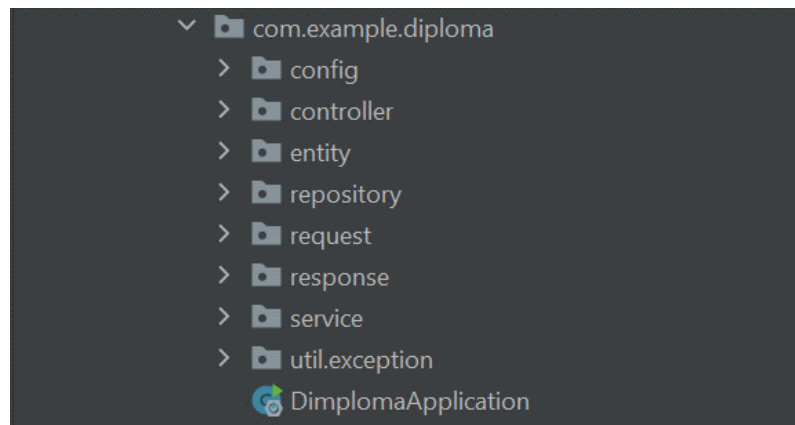 com.example.diploma
config
controller
entity
repository
request
response
service
util.exception
DimplomaApplication